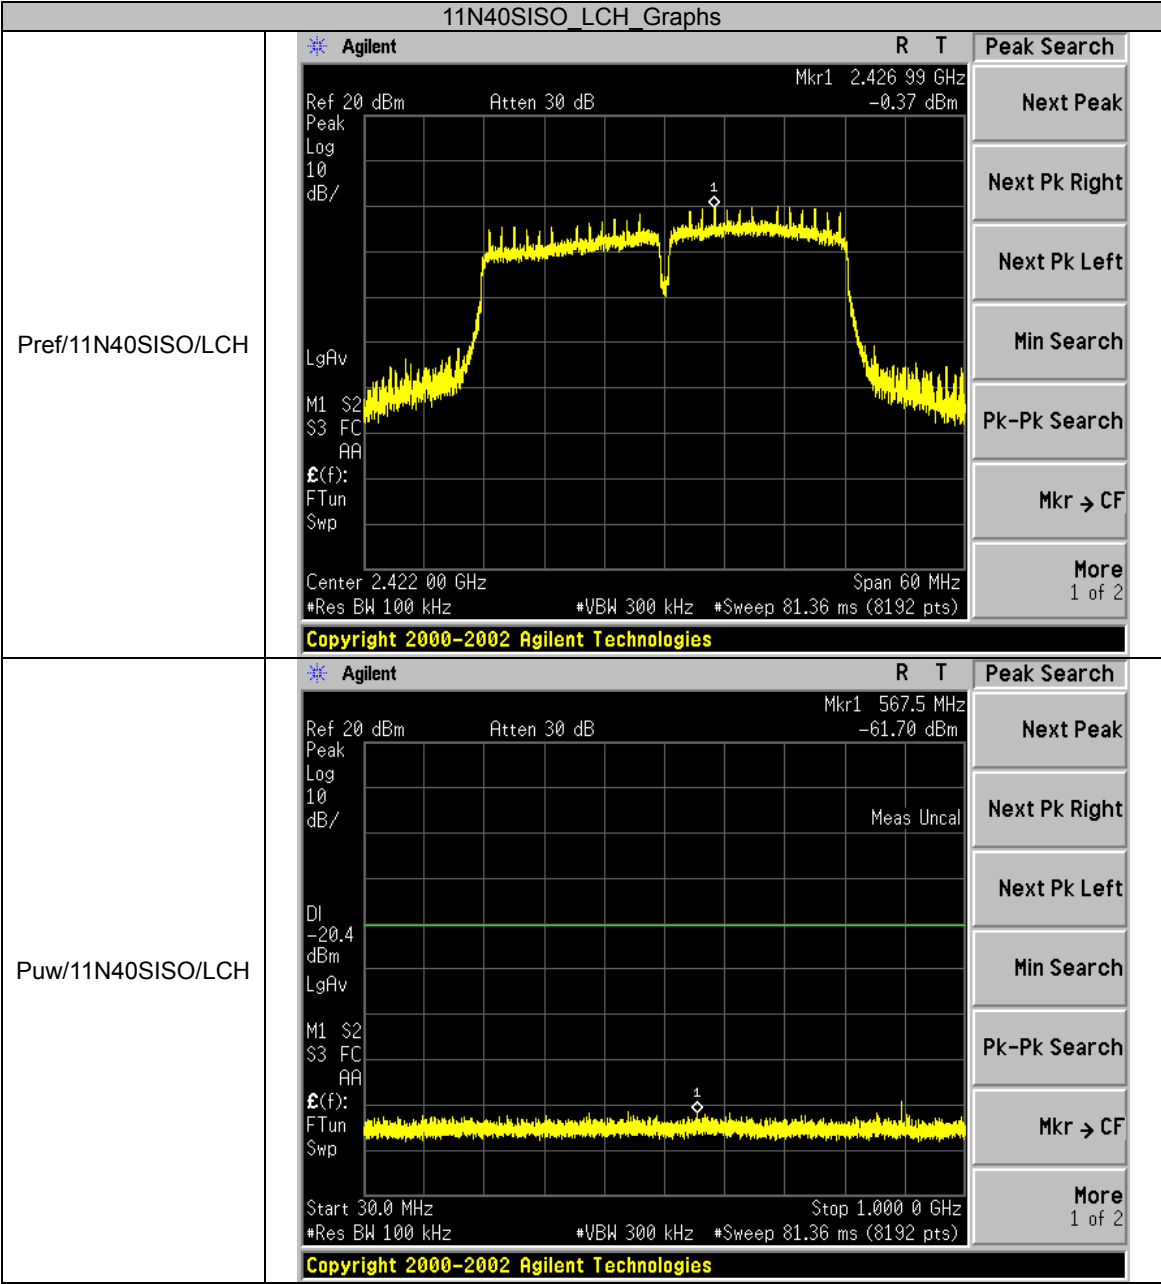 11N40SISO_LCH_Graphs
Pref/11N40SISO/LCH
Agilent R T
Mkr1 2.426 99 GHz
Ref 20 dBm Atten 30 dB -0.37 dBm
Peak
Log
10
dB/
1
LgAv
M1 S2
S3 FC
AA
£(f):
FTun
Swp
Center 2.422 00 GHz Span 60 MHz
#Res BW 100 kHz #VBW 300 kHz #Sweep 81.36 ms (8192 pts)
Copyright 2000-2002 Agilent Technologies
Peak Search
Next Peak
Next Pk Right
Next Pk Left
Min Search
Pk-Pk Search
Mkr → CF
More
1 of 2
Puw/11N40SISO/LCH
Agilent R T
Mkr1 567.5 MHz
Ref 20 dBm Atten 30 dB -61.70 dBm
Peak
Log
10
dB/
Meas Uncal
DI
-20.4
dBm
LgAv
M1 S2
S3 FC
AA
1
£(f):
FTun
Swp
Start 30.0 MHz Stop 1.000 0 GHz
#Res BW 100 kHz #VBW 300 kHz #Sweep 81.36 ms (8192 pts)
Copyright 2000-2002 Agilent Technologies
Peak Search
Next Peak
Next Pk Right
Next Pk Left
Min Search
Pk-Pk Search
Mkr → CF
More
1 of 2